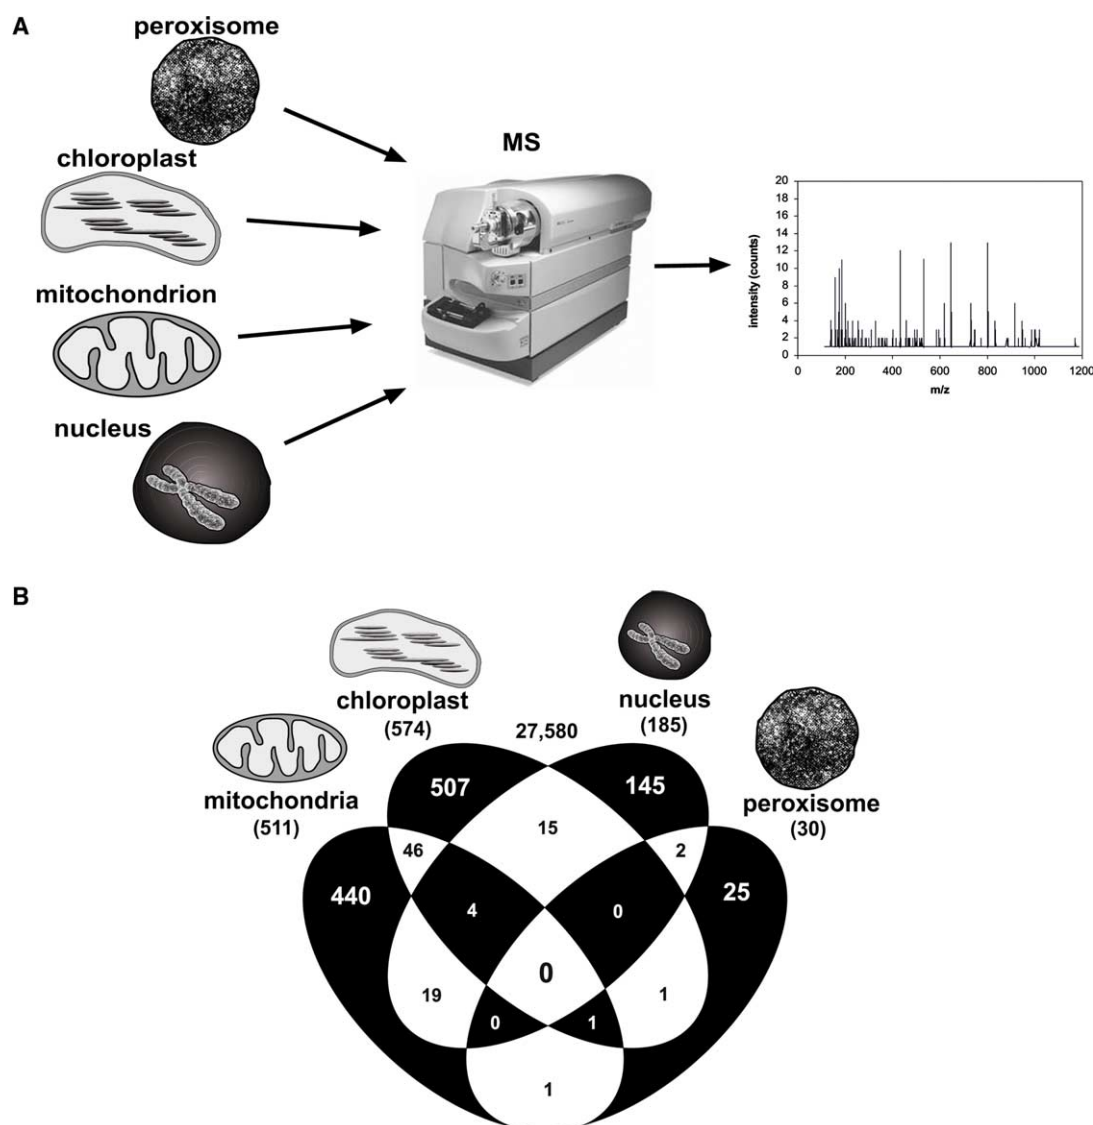 A
peroxisome
chloroplast
mitochondrion
nucleus
MS
intensity (counts)
20
18
16
14
12
10
8
6
4
2
0
0 200 400 600 800 1000 1200
m/z
B
chloroplast
(574)
27,580
nucleus
(185)
mitochondria
(511)
peroxisome
(30)
507
145
15
46
2
440
25
4
0
0
19
1
0
1
1